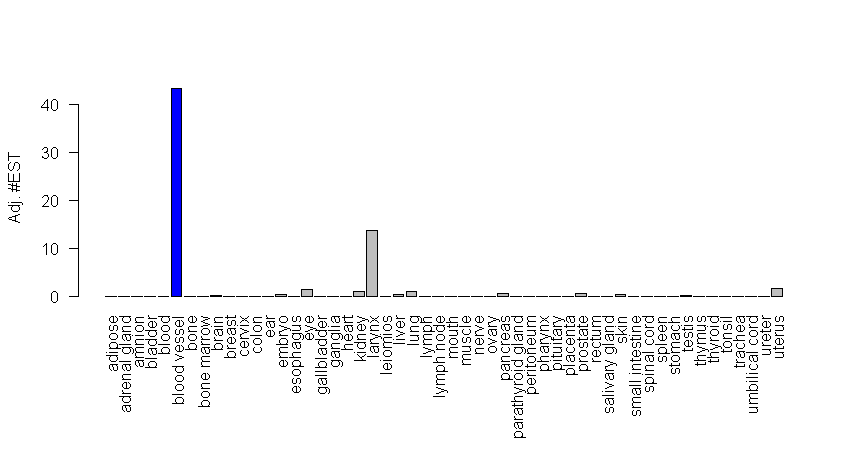 Adj. #EST
40
30
20
10
0
adipose
adrenal gland
amnion
bladder
blood
blood vessel
bone
bone marrow
brain
breast
cervix
colon
ear
embryo
esophagus
eye
gallbladder
ganglia
heart
kidney
larynx
leiomios
liver
lung
lymph
lymph node
mouth
muscle
nerve
ovary
pancreas
parathyroid gland
peritoneum
pharynx
pituitary
placenta
prostate
rectum
salivary gland
skin
small intestine
spinal cord
spleen
stomach
testis
thymus
thyroid
tonsil
trachea
umbilical cord
ureter
uterus